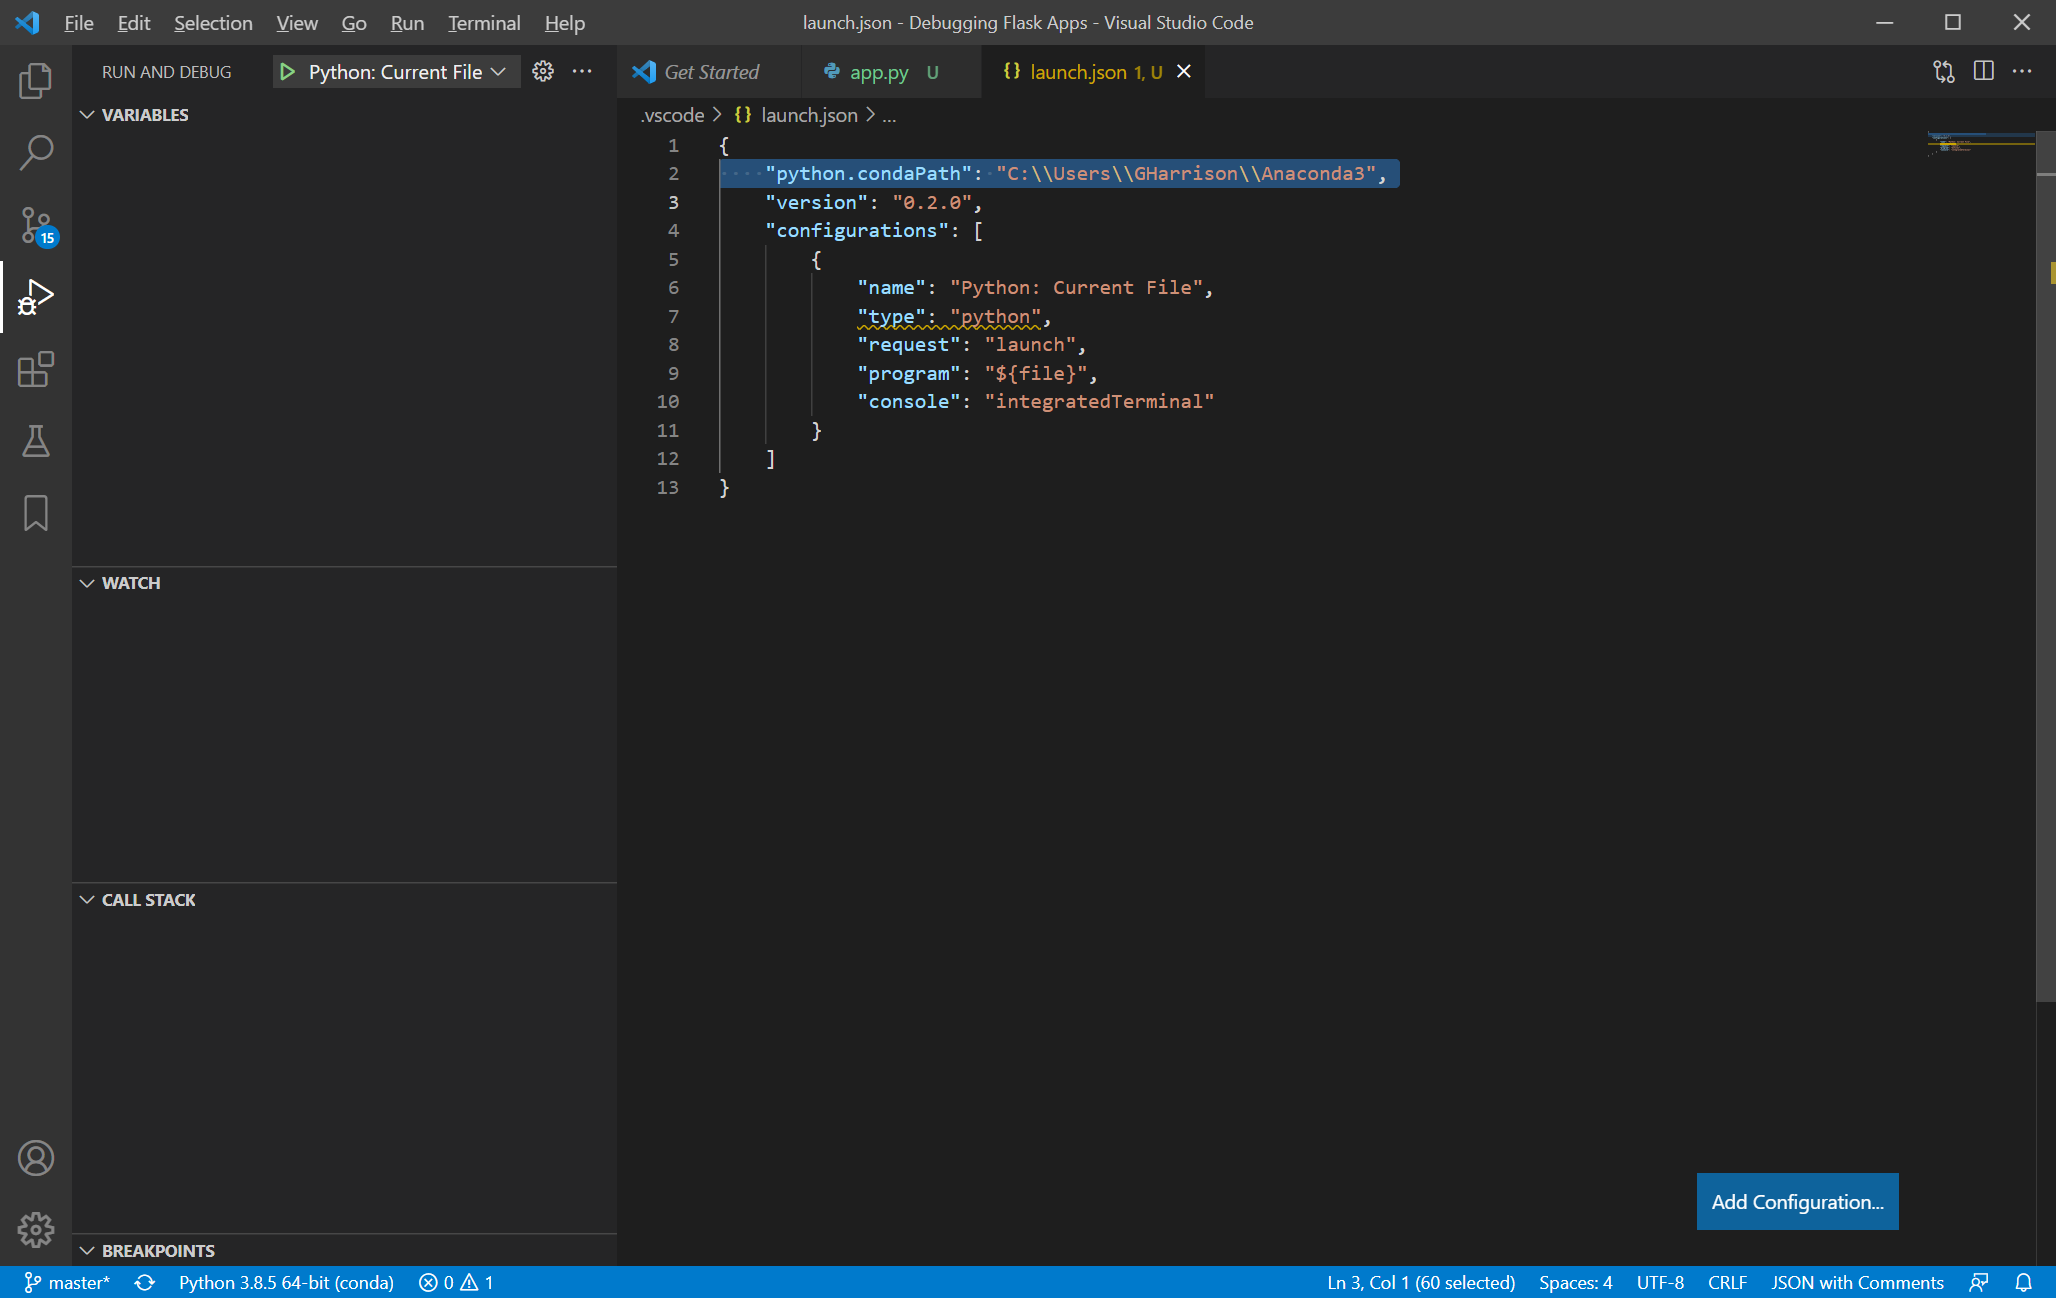 File Edit Selection View Go Run Terminal Help launch.json - Debugging Flask Apps - Visual Studio Code
RUN AND DEBUG Python: Current File
Get Started app.py U {} launch.json 1, U
VARIABLES
.vscode > {} launch.json > ...
1 {
2 "python.condaPath": "C:\\Users\\GHarrison\\Anaconda3",
3 "version": "0.2.0",
4 "configurations": [
5 {
6 "name": "Python: Current File",
7 "type": "python",
8 "request": "launch",
9 "program": "${file}",
10 "console": "integratedTerminal"
11 }
12 ]
13 }
15
WATCH
CALL STACK
Add Configuration...
BREAKPOINTS
master* Python 3.8.5 64-bit (conda) 0 1 Ln 3, Col 1 (60 selected) Spaces: 4 UTF-8 CRLF JSON with Comments